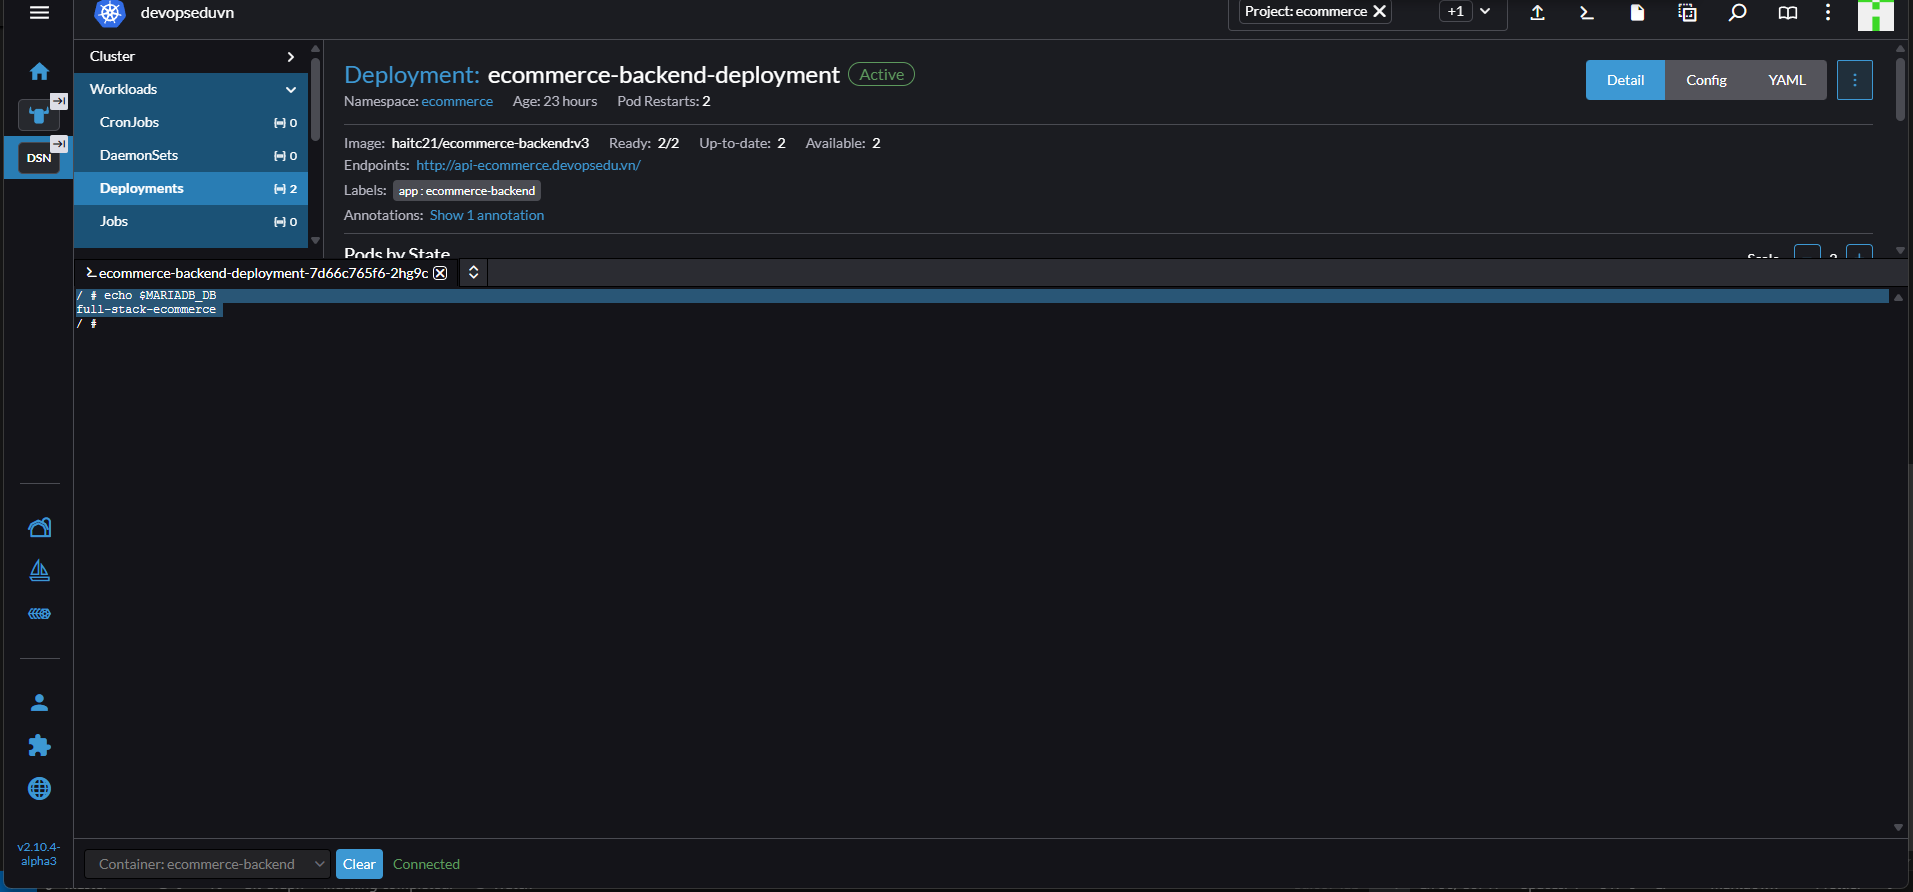 devopseduvn
Project: ecommerce
+1
Cluster
Workloads
CronJobs 0
DaemonSets 0
Deployments 2
Jobs 0
DSN
Deployment: ecommerce-backend-deployment Active
Namespace: ecommerce Age: 23 hours Pod Restarts: 2
Detail Config YAML
Image: haitc21/ecommerce-backend:v3 Ready: 2/2 Up-to-date: 2 Available: 2
Endpoints: http://api-ecommerce.devopsedu.vn/
Labels: app : ecommerce-backend
Annotations: Show 1 annotation
Pods by State
Scale
ecommerce-backend-deployment-7d66c765f6-2hg9c
/ # echo $MARIADB_DB
full-stack-ecommerce
/ #
v2.10.4-
alpha3
Container: ecommerce-backend Clear Connected